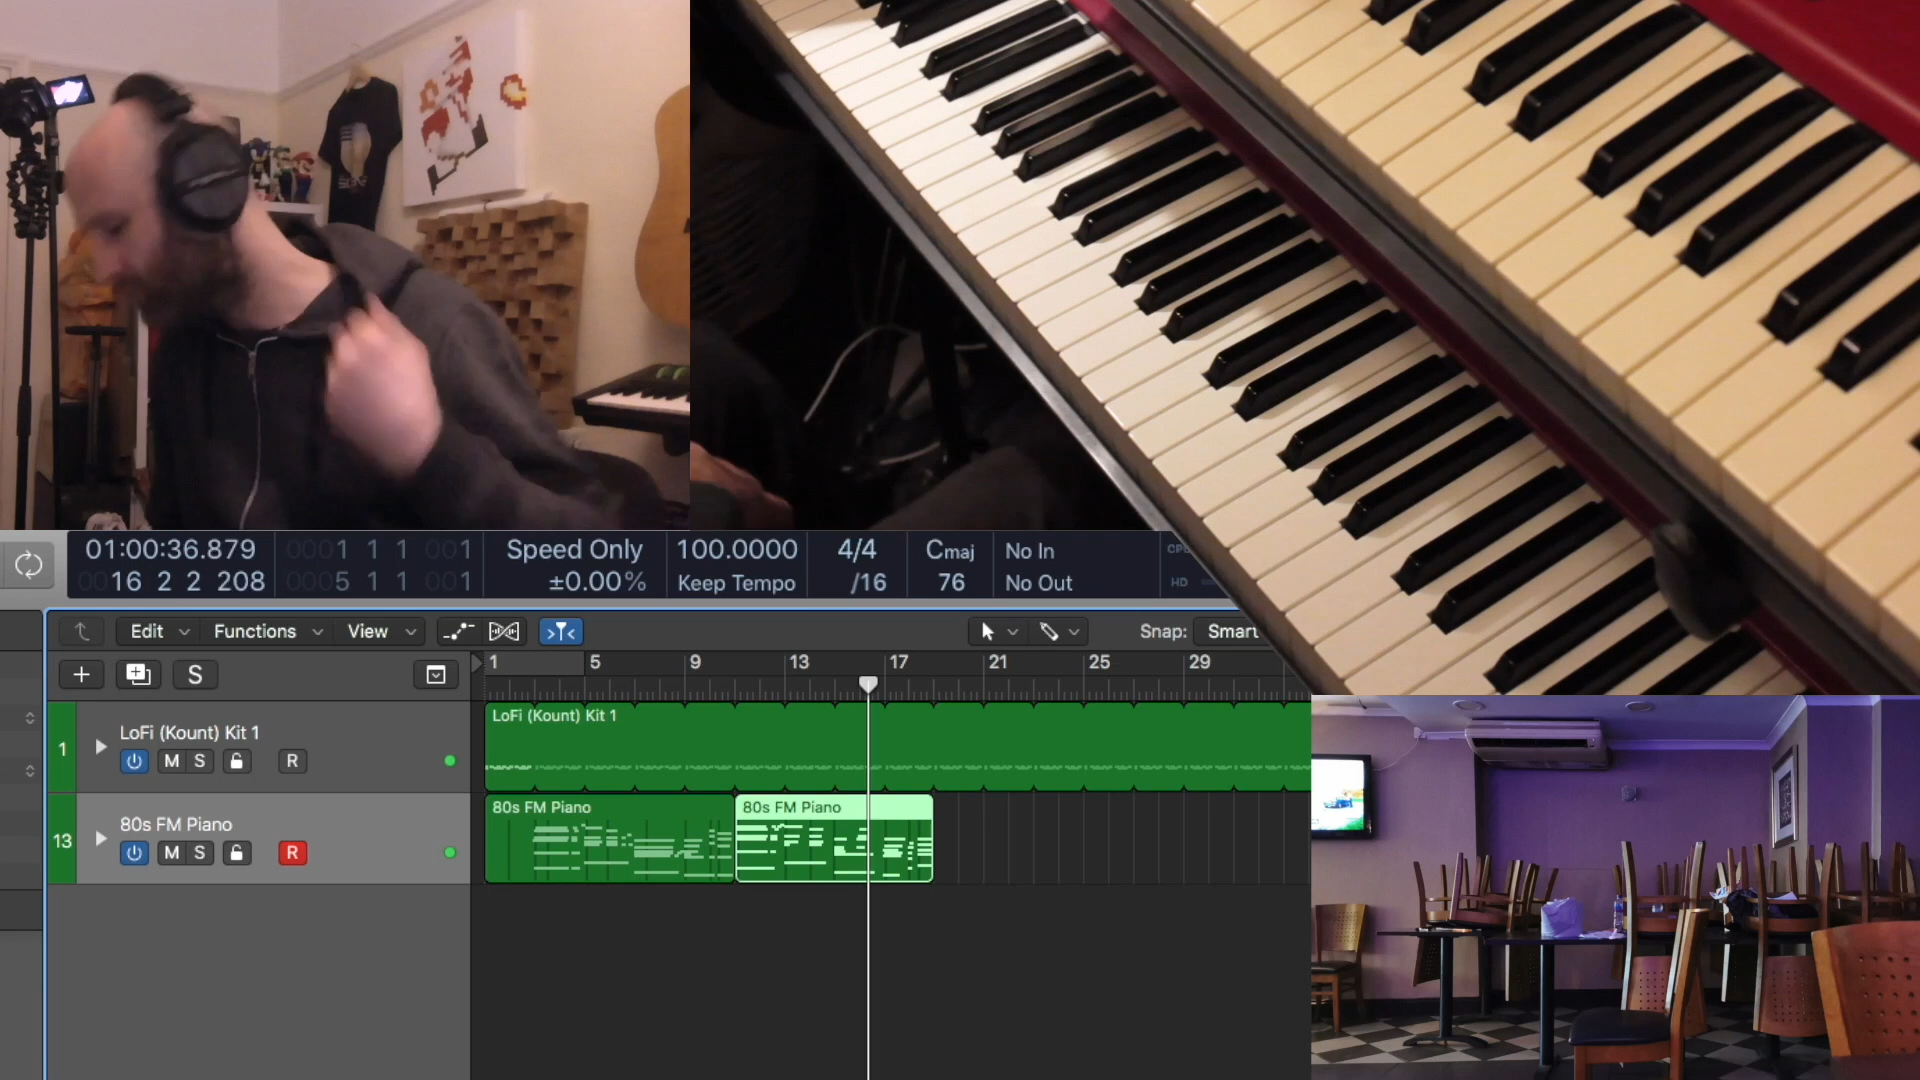 01:00:36.879
0016 2 2 208
0001 1 1 001
0005 1 1 001
Speed Only
±0.00%
100.0000
Keep Tempo
4/4
/16
Cmaj
76
No In
No Out
CPU
HD
Edit Functions View Snap: Smart
+ S
1 5 9 13 17 21 25 29
1 LoFi (Kount) Kit 1
M S R
LoFi (Kount) Kit 1
13 80s FM Piano
M S R
80s FM Piano 80s FM Piano